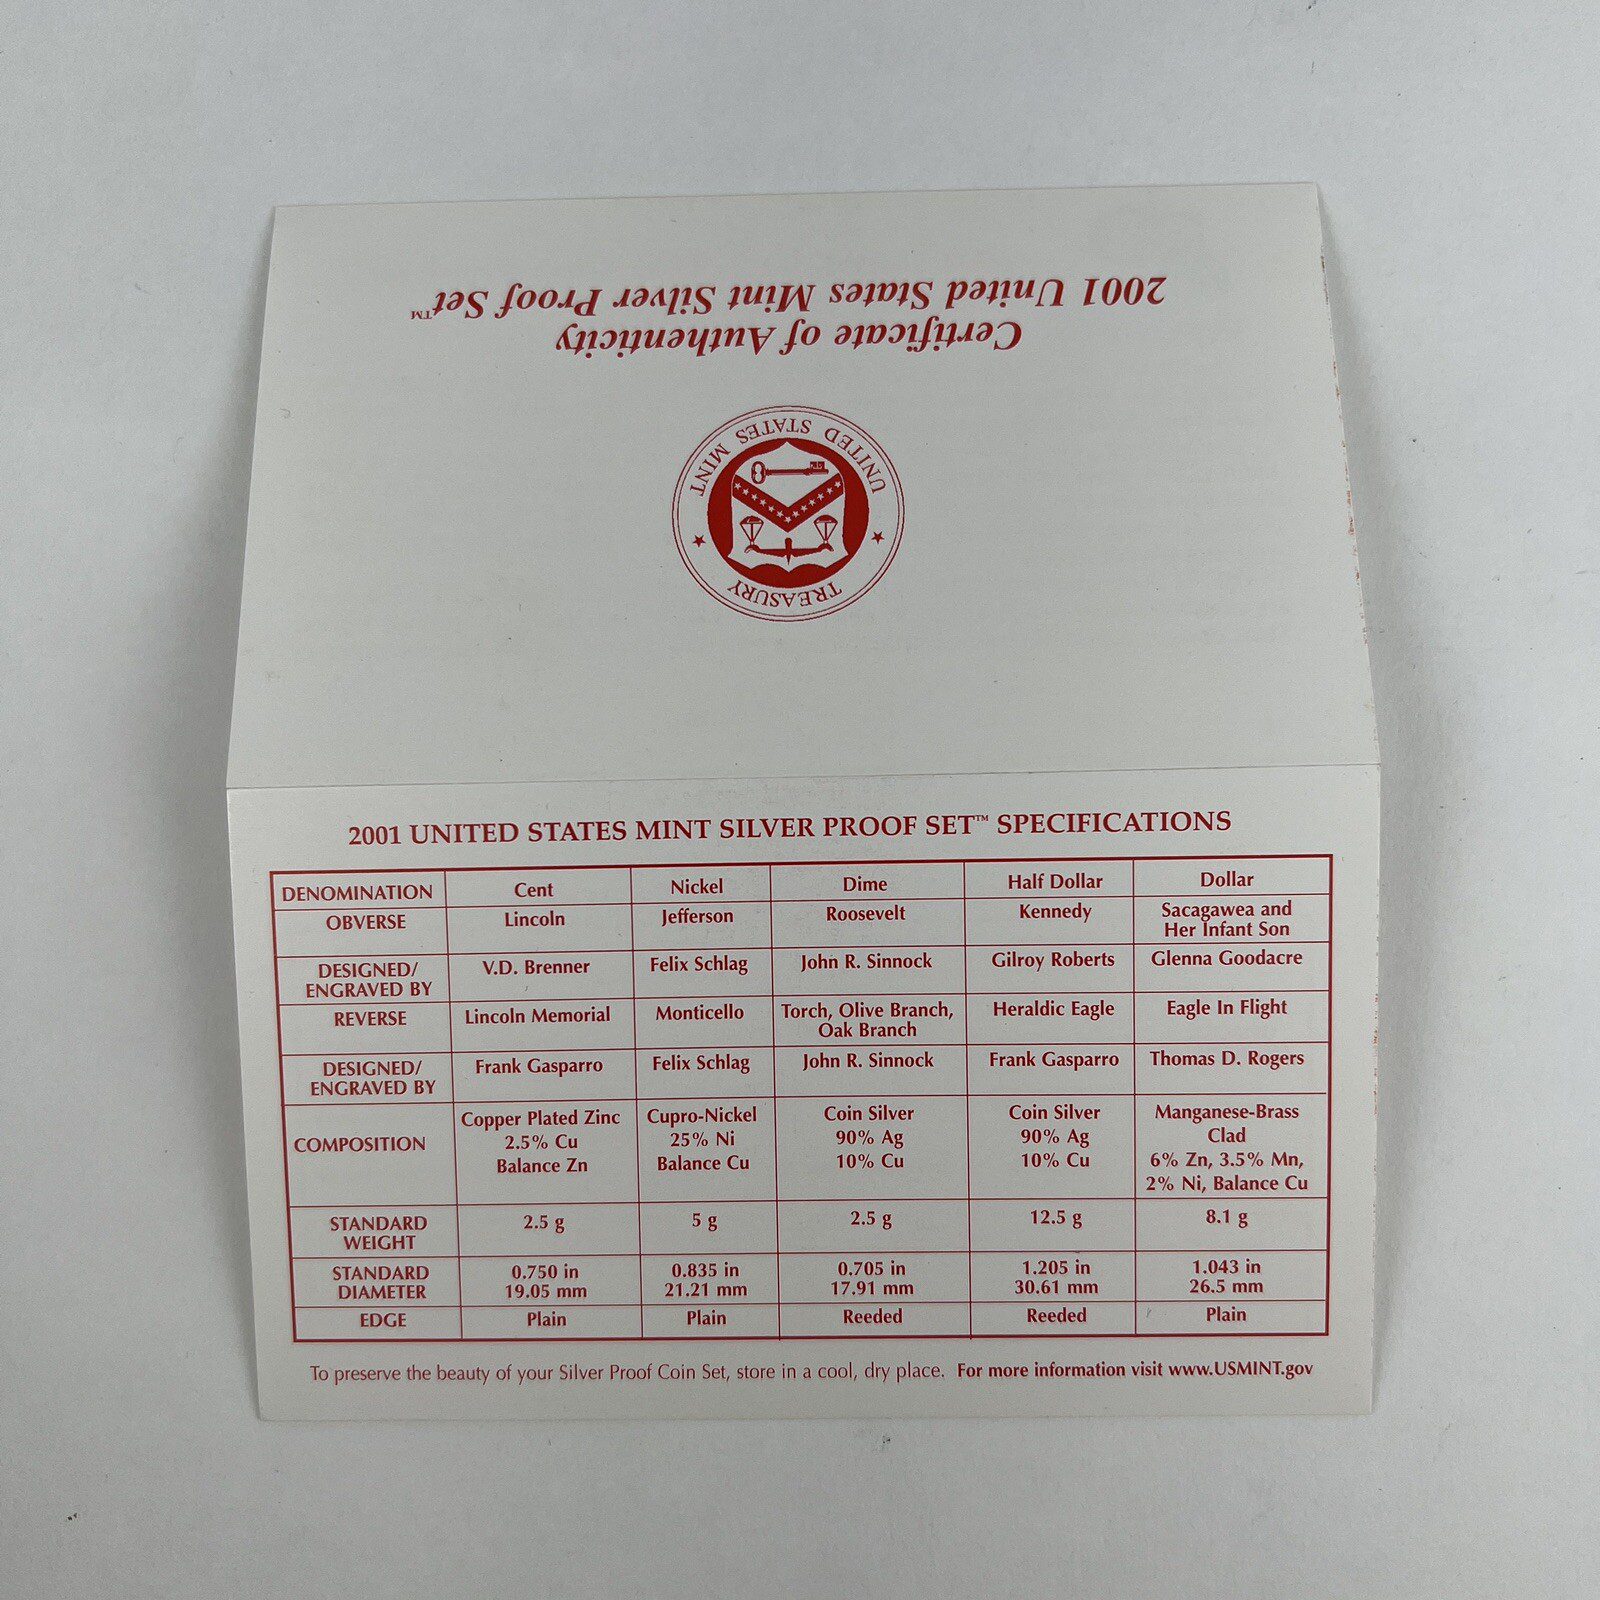 2001 United States Mint Silver Proof Set™
Certificate of Authenticity
UNITED STATES MINT
★ TREASURY ★
2001 UNITED STATES MINT SILVER PROOF SET™ SPECIFICATIONS
DENOMINATION Cent Nickel Dime Half Dollar Dollar
OBVERSE Lincoln Jefferson Roosevelt Kennedy Sacagawea and
Her Infant Son
DESIGNED/ V.D. Brenner Felix Schlag John R. Sinnock Gilroy Roberts Glenna Goodacre
ENGRAVED BY
REVERSE Lincoln Memorial Monticello Torch, Olive Branch, Heraldic Eagle Eagle In Flight
Oak Branch
DESIGNED/ Frank Gasparro Felix Schlag John R. Sinnock Frank Gasparro Thomas D. Rogers
ENGRAVED BY
Copper Plated Zinc Cupro-Nickel Coin Silver Coin Silver Manganese-Brass
COMPOSITION 2.5% Cu 25% Ni 90% Ag 90% Ag Clad
Balance Zn Balance Cu 10% Cu 10% Cu 6% Zn, 3.5% Mn,
2% Ni, Balance Cu
STANDARD 2.5 g 5 g 2.5 g 12.5 g 8.1 g
WEIGHT
STANDARD 0.750 in 0.835 in 0.705 in 1.205 in 1.043 in
DIAMETER 19.05 mm 21.21 mm 17.91 mm 30.61 mm 26.5 mm
EDGE Plain Plain Reeded Reeded Plain
To preserve the beauty of your Silver Proof Coin Set, store in a cool, dry place. For more information visit www.USMINT.gov